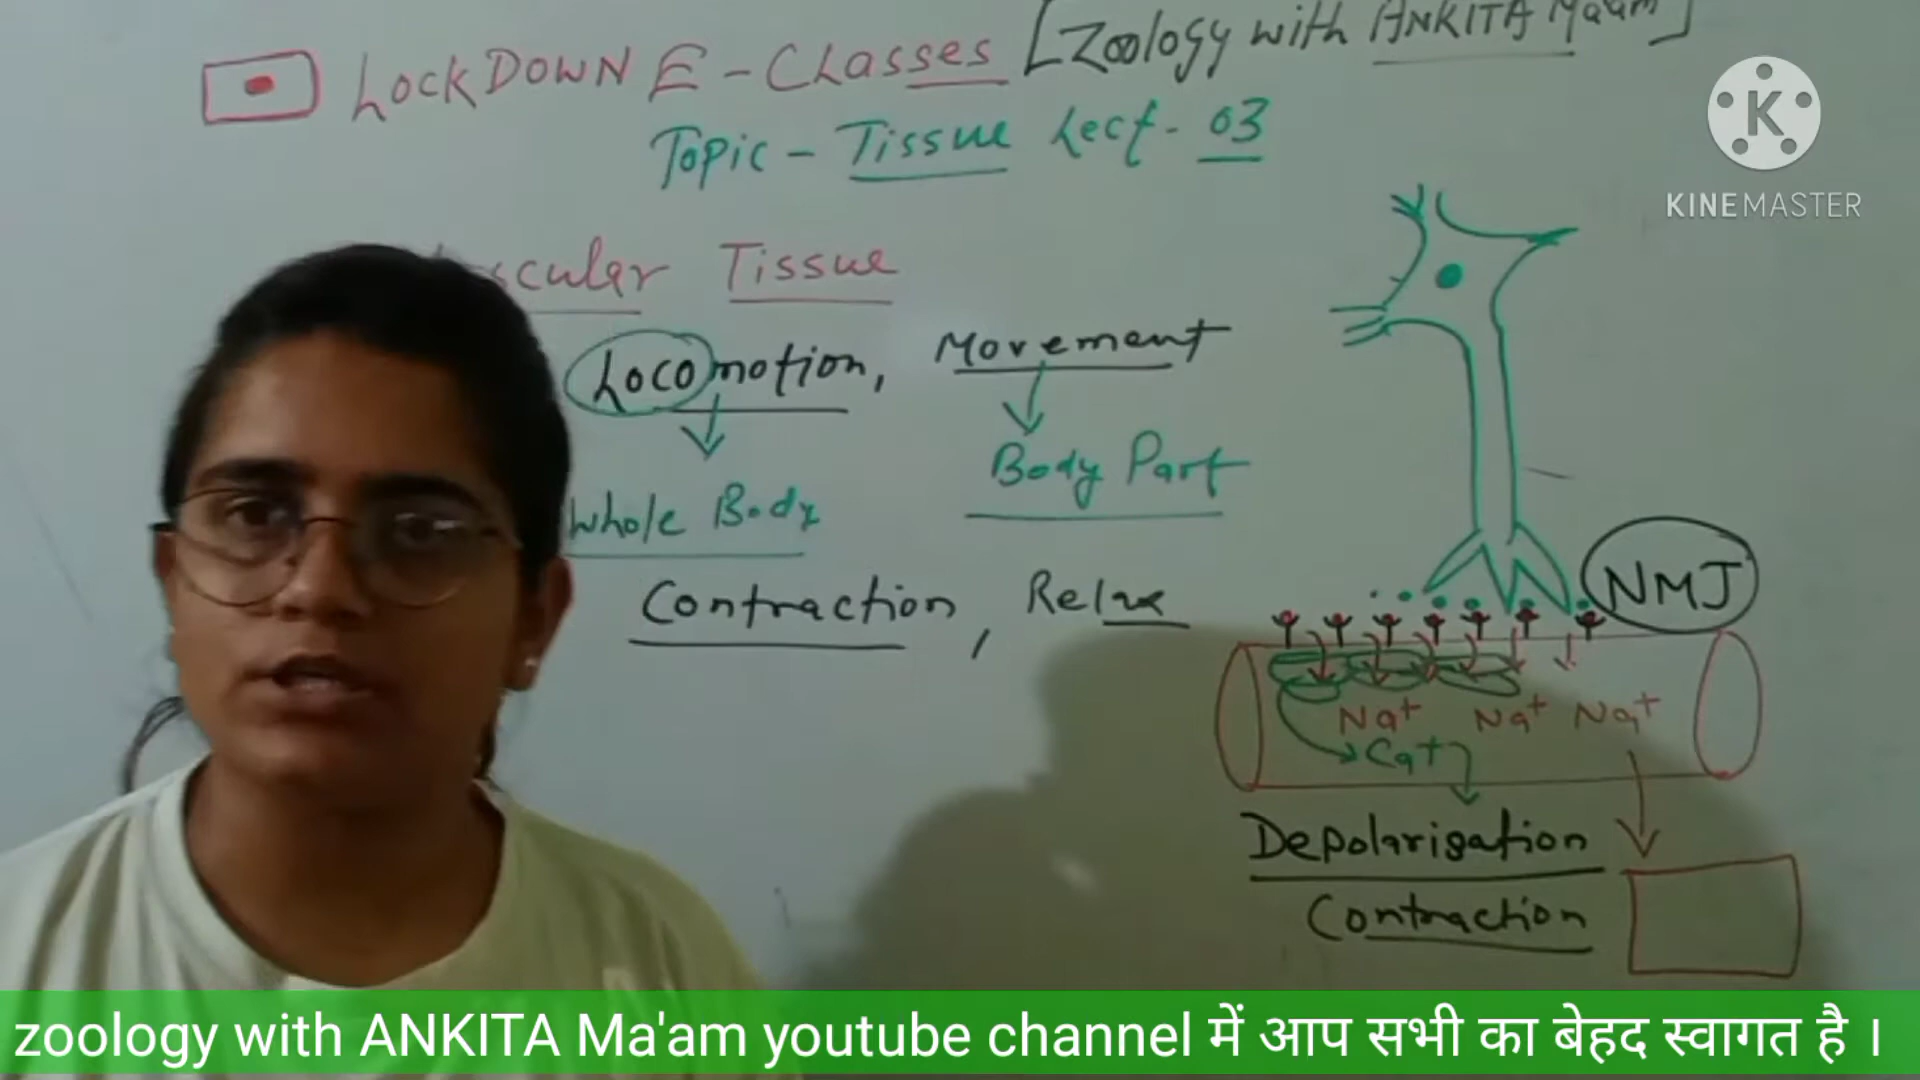 LOCKDOWN E-Classes [Zoology with ANKITA Ma'am]
Topic - Tissue Lect- 03
K
KINEMASTER
scular Tissue
Locomotion, Movement
Whole Body
Body Part
Contraction, Relax
NMJ
Na+ Na+ Na+
Ca+
Depolarisation
Contraction
zoology with ANKITA Ma'am youtube channel में आप सभी का बेहद स्वागत है ।